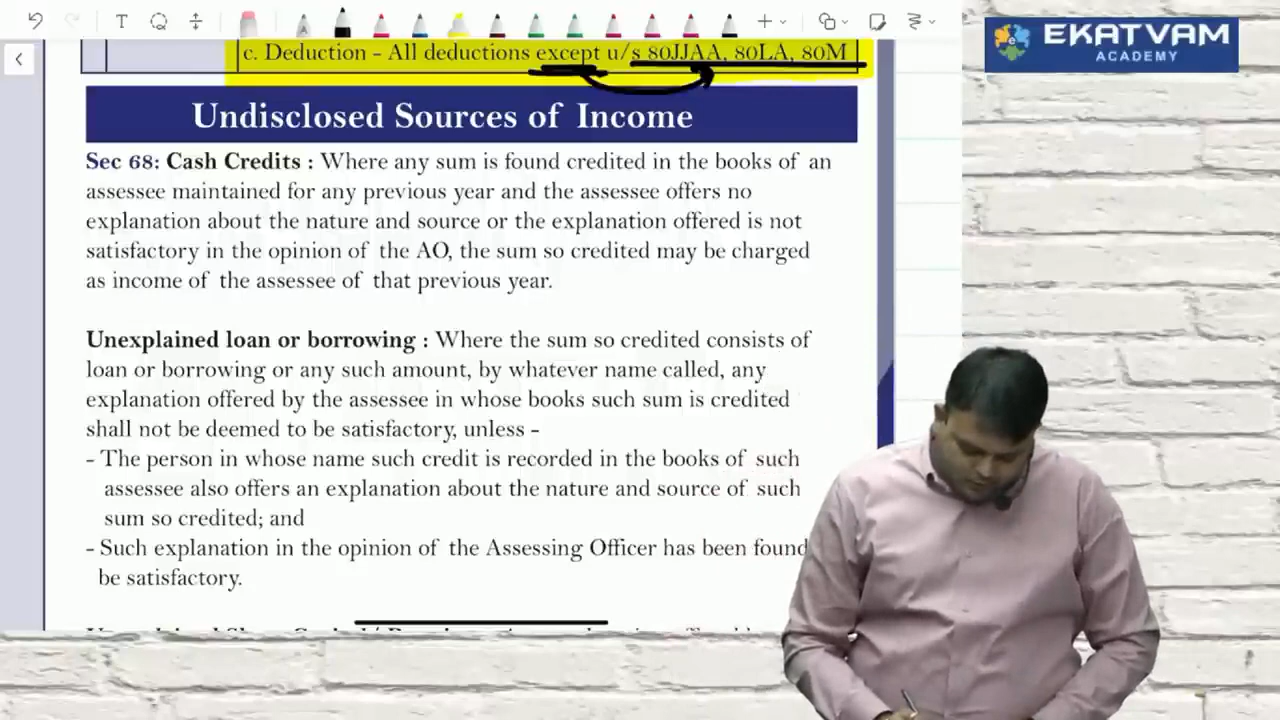 c. Deduction - All deductions except u/s 80JJAA, 80LA, 80M
EKATVAM
ACADEMY
Undisclosed Sources of Income
Sec 68: Cash Credits : Where any sum is found credited in the books of an
assessee maintained for any previous year and the assessee offers no
explanation about the nature and source or the explanation offered is not
satisfactory in the opinion of the AO, the sum so credited may be charged
as income of the assessee of that previous year.
Unexplained loan or borrowing : Where the sum so credited consists of
loan or borrowing or any such amount, by whatever name called, any
explanation offered by the assessee in whose books such sum is credited
shall not be deemed to be satisfactory, unless -
- The person in whose name such credit is recorded in the books of such
assessee also offers an explanation about the nature and source of such
sum so credited; and
- Such explanation in the opinion of the Assessing Officer has been found
be satisfactory.